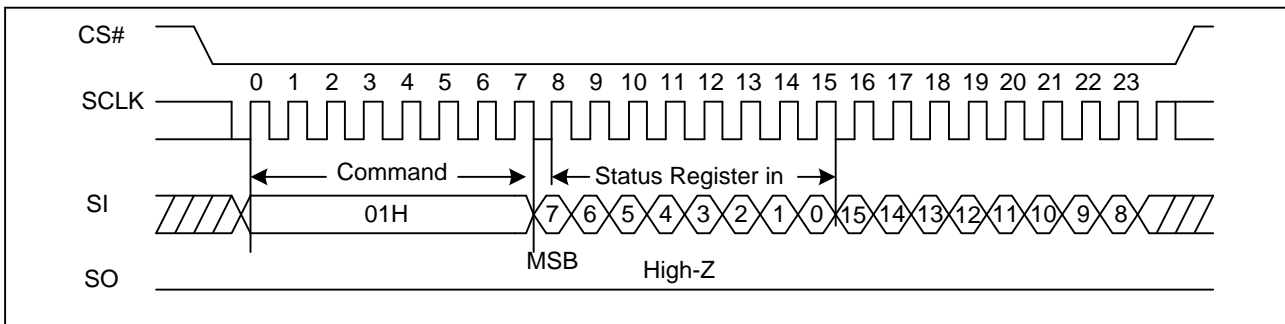 CS#
0 1 2 3 4 5 6 7 8 9 10 11 12 13 14 15 16 17 18 19 20 21 22 23
SCLK
Command Status Register in
SI 01H 7 6 5 4 3 2 1 0 15 14 13 12 11 10 9 8
MSB High-Z
SO